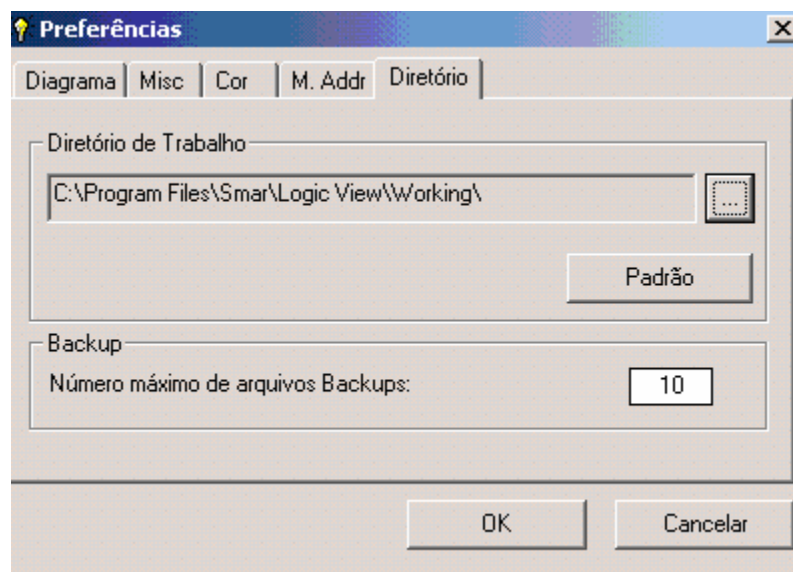 Preferências
Diagrama Misc Cor M. Addr Diretório
Diretório de Trabalho
C:\Program Files\Smar\Logic View\Working\
...
Padrão
Backup
Número máximo de arquivos Backups: 10
OK Cancelar